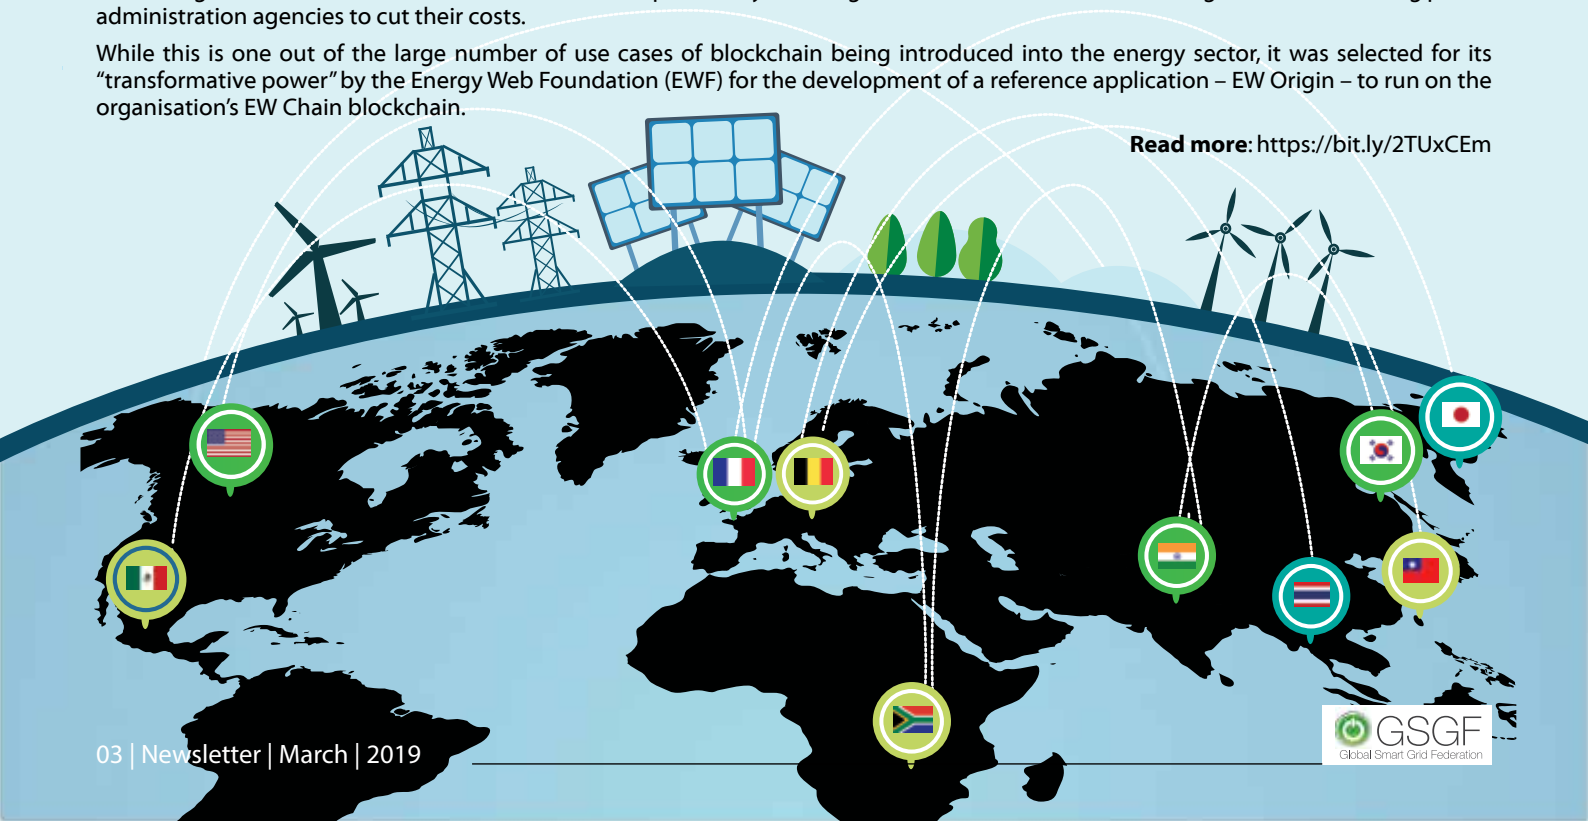 administration agencies to cut their costs.
While this is one out of the large number of use cases of blockchain being introduced into the energy sector, it was selected for its
“transformative power” by the Energy Web Foundation (EWF) for the development of a reference application – EW Origin – to run on the
organisation’s EW Chain blockchain.
Read more: https://bit.ly/2TUxCEm
03 | Newsletter | March | 2019
GSGF
Global Smart Grid Federation